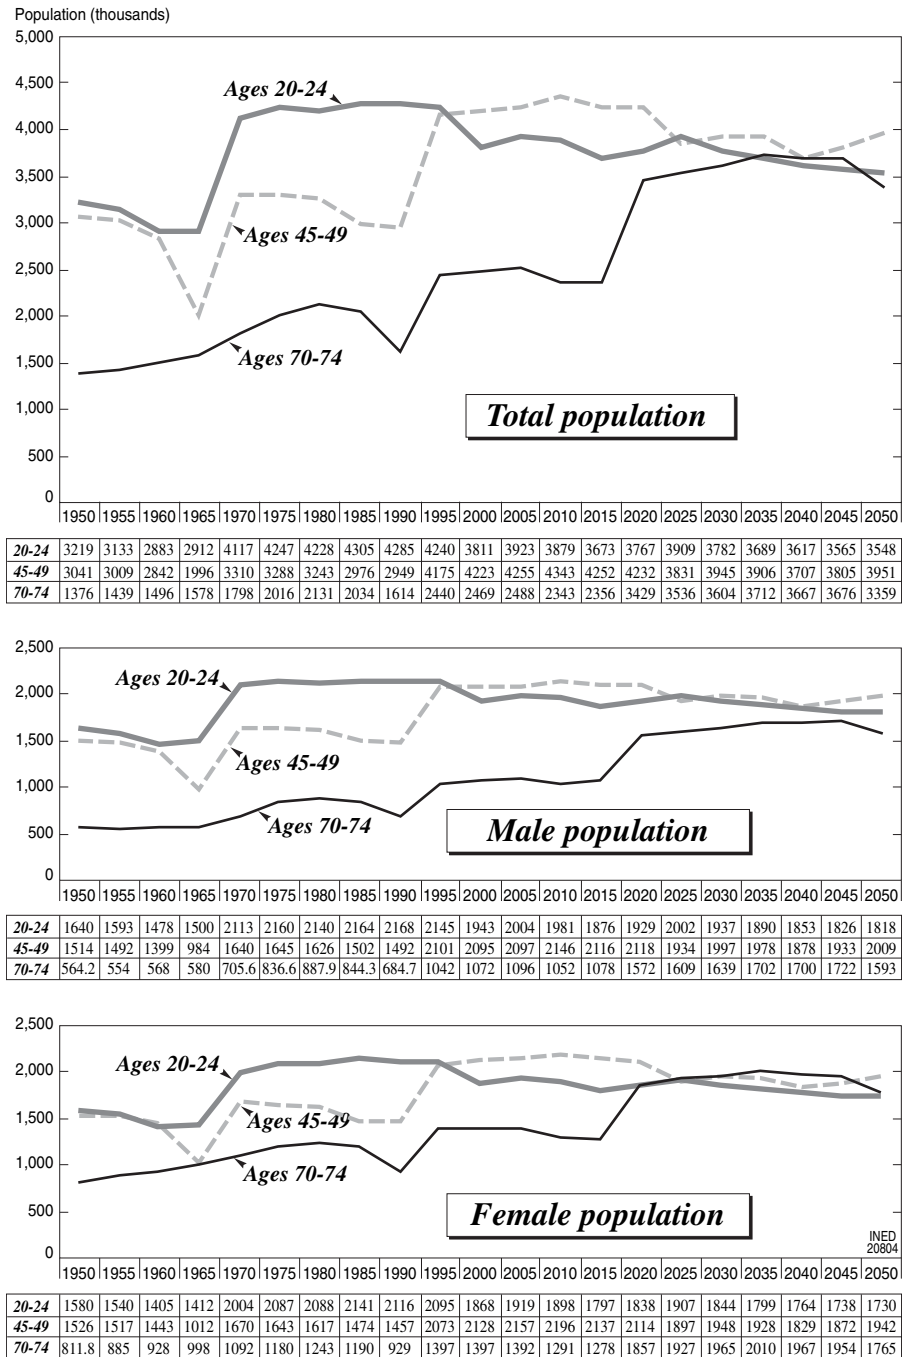 Population (thousands)
5,000
4,500
4,000
3,500
3,000
2,500
2,000
1,500
1,000
500
0
Ages 20-24
Ages 45-49
Ages 70-74
Total population
1950 1955 1960 1965 1970 1975 1980 1985 1990 1995 2000 2005 2010 2015 2020 2025 2030 2035 2040 2045 2050
20-24 3219 3133 2883 2912 4117 4247 4228 4305 4285 4240 3811 3923 3879 3673 3767 3909 3782 3689 3617 3565 3548
45-49 3041 3009 2842 1996 3310 3288 3243 2976 2949 4175 4223 4255 4343 4252 4232 3831 3945 3906 3707 3805 3951
70-74 1376 1439 1496 1578 1798 2016 2131 2034 1614 2440 2469 2488 2343 2356 3429 3536 3604 3712 3667 3676 3359
2,500
2,000
1,500
1,000
500
0
Ages 20-24
Ages 45-49
Ages 70-74
Male population
1950 1955 1960 1965 1970 1975 1980 1985 1990 1995 2000 2005 2010 2015 2020 2025 2030 2035 2040 2045 2050
20-24 1640 1593 1478 1500 2113 2160 2140 2164 2168 2145 1943 2004 1981 1876 1929 2002 1937 1890 1853 1826 1818
45-49 1514 1492 1399 984 1640 1645 1626 1502 1492 2101 2095 2097 2146 2116 2118 1934 1997 1978 1878 1933 2009
70-74 564.2 554 568 580 705.6 836.6 887.9 844.3 684.7 1042 1072 1096 1052 1078 1572 1609 1639 1702 1700 1722 1593
2,500
2,000
1,500
1,000
500
0
Ages 20-24
Ages 45-49
Ages 70-74
Female population
INED
20804
1950 1955 1960 1965 1970 1975 1980 1985 1990 1995 2000 2005 2010 2015 2020 2025 2030 2035 2040 2045 2050
20-24 1580 1540 1405 1412 2004 2087 2088 2141 2116 2095 1868 1919 1898 1797 1838 1907 1844 1799 1764 1738 1730
45-49 1526 1517 1443 1012 1670 1643 1617 1474 1457 2073 2128 2157 2196 2137 2114 1897 1948 1928 1829 1872 1942
70-74 811.8 885 928 998 1092 1180 1243 1190 929 1397 1397 1392 1291 1278 1857 1927 1965 2010 1967 1954 1765